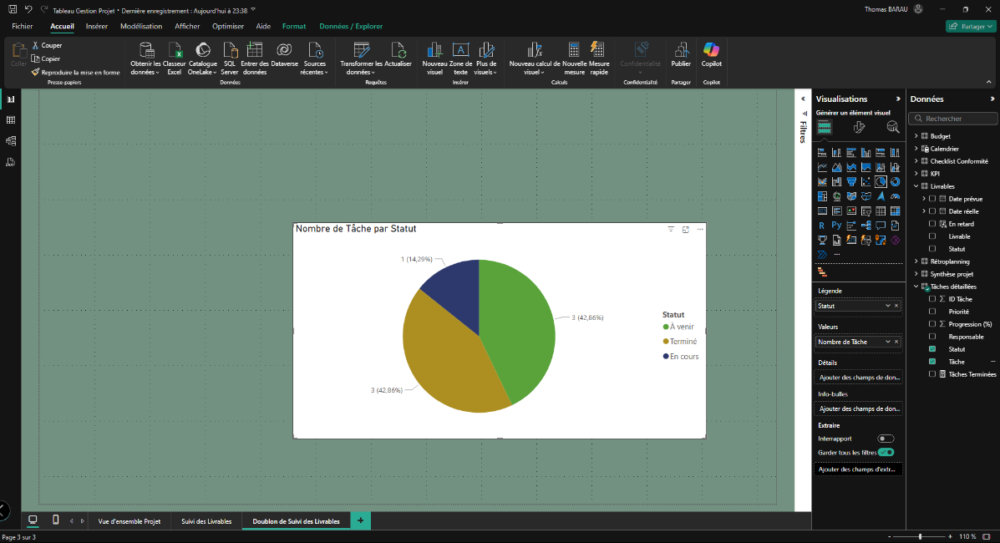 Tableau Gestion Projet • Dernière enregistrement : Aujourd'hui à 23:38
Thomas BARAU
Fichier Accueil Insérer Modélisation Afficher Optimiser Aide Format Données / Explorer
Partager
Coller
Couper
Copier
Reproduire la mise en forme
Presse-papiers
Obtenir les données
Classeur Excel
Catalogue OneLake
SQL Server
Entrer des données
Dataverse
Sources récentes
Données
Transformer les données
Actualiser
Requêtes
Nouveau visuel
Zone de texte
Plus de visuels
Insérer
Nouveau calcul de visuel
Nouvelle mesure
Mesure rapide
Calculs
Confidentialité
Confidentialité
Publier
Partager
Copilot
Copilot
Nombre de Tâche par Statut
1 (14,29%)
3 (42,86%)
3 (42,86%)
Statut
À venir
Terminé
En cours
Filtres
Visualisations
Générer un élément visuel
R Py
Légende
Statut
Valeurs
Nombre de Tâche
Détails
Ajouter des champs de don...
Info-bulles
Ajouter des champs de don...
Extraire
Interrapport
Garder tous les filtres
Ajouter des champs d'extr...
Données
Rechercher
Budget
Calendrier
Checklist Conformité
KPI
Livrables
Date prévue
Date réelle
En retard
Livrable
Statut
Rétroplanning
Synthèse projet
Tâches détaillées
ID Tâche
Priorité
Progression (%)
Responsable
Statut
Tâche
Tâches Terminées
Vue d'ensemble Projet
Suivi des Livrables
Doublon de Suivi des Livrables
Page 3 sur 3
110 %